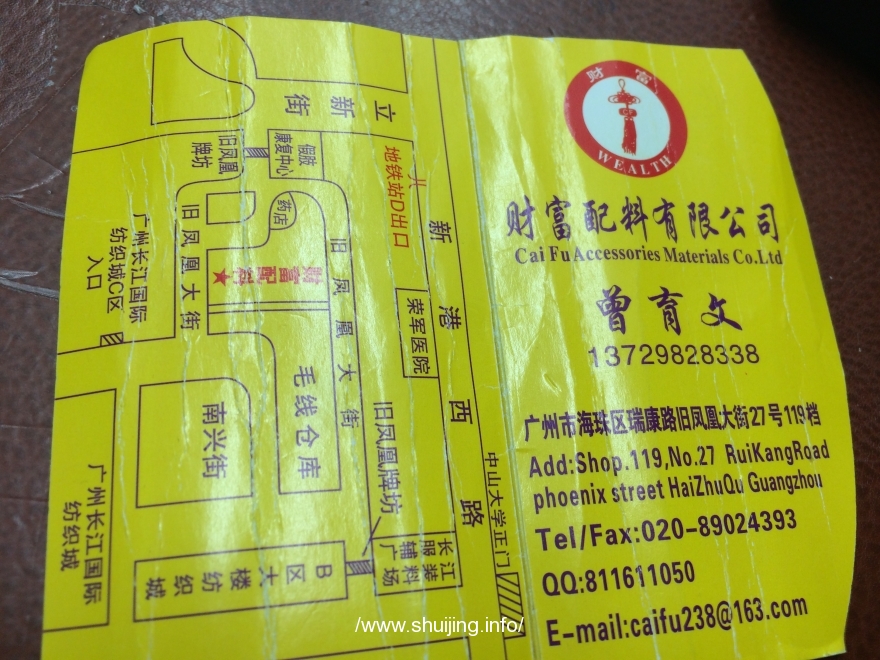 财富
WEALTH
财富配料有限公司
Cai Fu Accessories Materials Co.Ltd
曾育文
13729828338
广州市海珠区瑞康路旧凤凰大街27号119档
Add:Shop.119,No.27 RuiKangRoad
phoenix street HaiZhuQu Guangzhou
Tel/Fax:020-89024393
QQ:811611050
E-mail:caifu238@163.com
立新街
新港西路
地铁站D出口
假肢
康复中心
旧凤凰
牌坊
药店
旧凤凰大街
旧凤凰大街
财富配料
★
荣军医院
广州长江国际
纺织城C区
入口
毛线仓库
南兴街
旧凤凰牌坊
中山大学正门
长江
服装
辅料
广场
B区大楼纺织城
广州长江国际
纺织城
/www.shuijing.info/